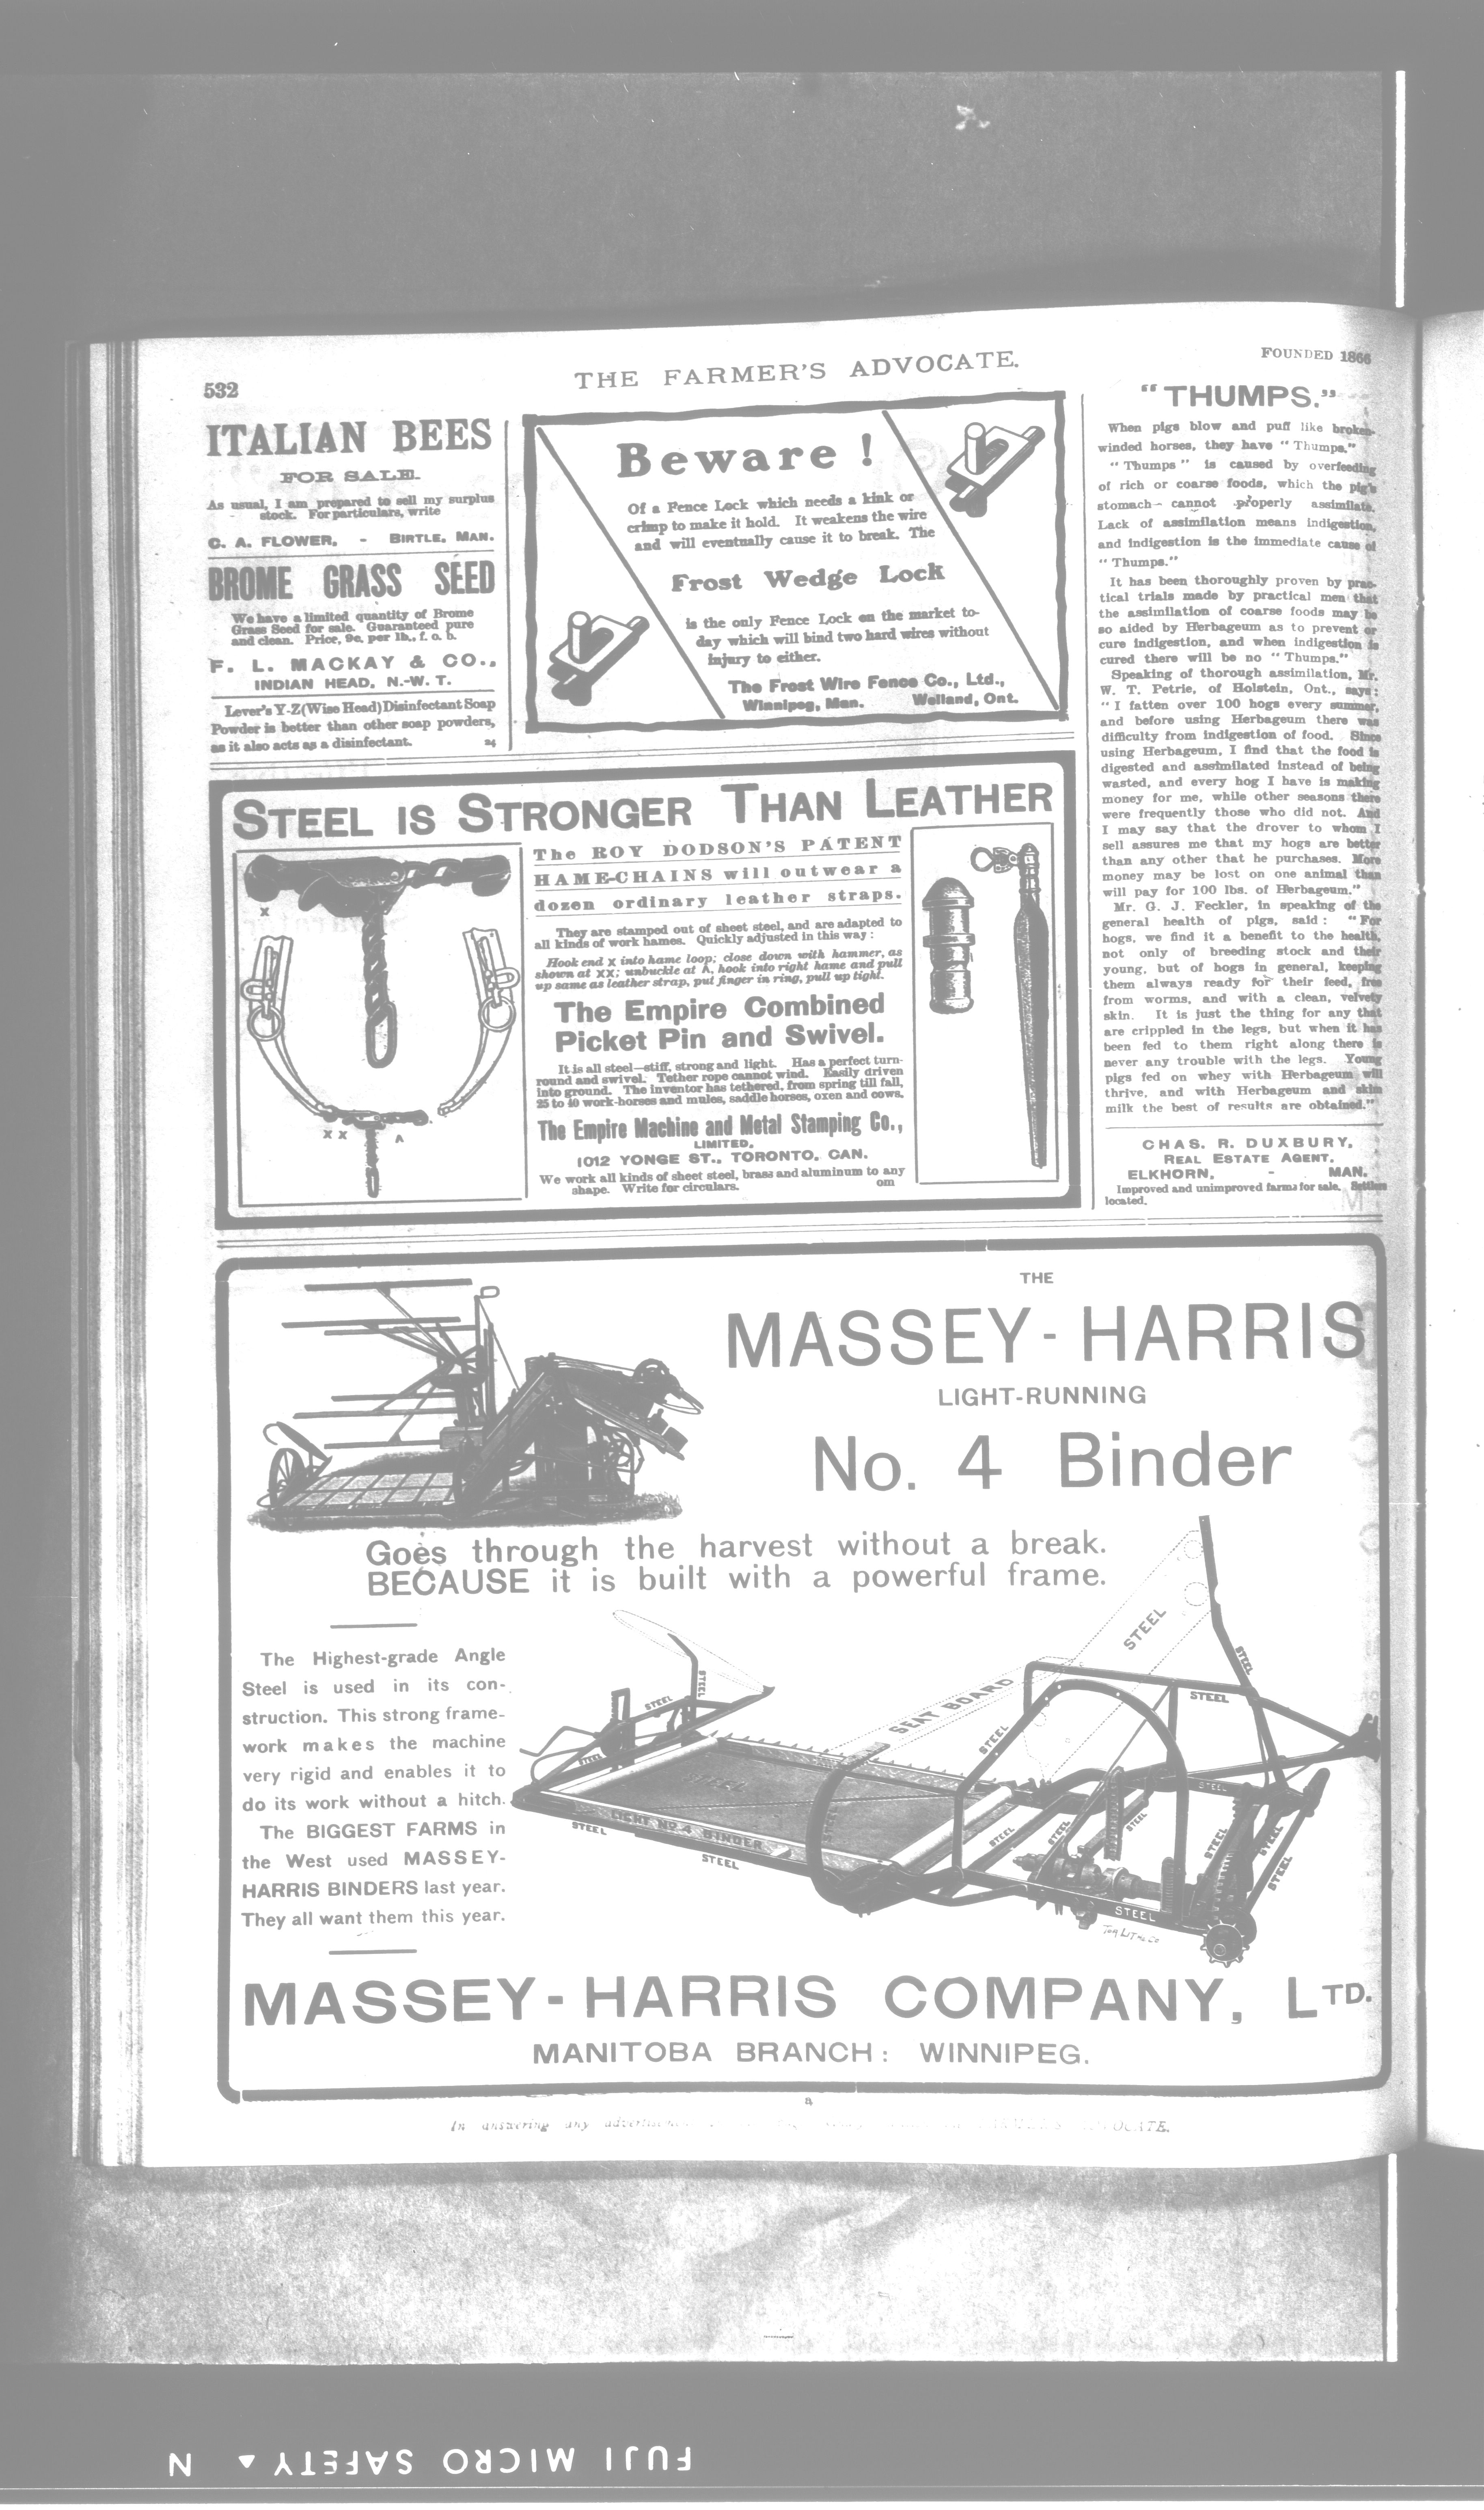 532
THE FARMER'S ADVOCATE.
FOUNDED 1866
ITALIAN BEES
FOR SALE.
As usual, I am prepared to sell my surplus
stock. For particulars, write
C. A. FLOWER, - BIRTLE, MAN.
BROME GRASS SEED
We have a limited quantity of Brome
Grass Seed for sale. Guaranteed pure
and clean. Price, 9c. per lb., f. o. b.
F. L. MACKAY & CO.,
INDIAN HEAD, N.-W. T.
Lever's Y-Z (Wise Head) Disinfectant Soap
Powder is better than other soap powders,
as it also acts as a disinfectant. 24
Beware !
Of a Fence Lock which needs a kink or
crimp to make it hold. It weakens the wire
and will eventually cause it to break. The
Frost Wedge Lock
is the only Fence Lock on the market to-
day which will bind two hard wires without
injury to either.
The Frost Wire Fence Co., Ltd.,
Winnipeg, Man. Welland, Ont.
STEEL IS STRONGER THAN LEATHER
The ROY DODSON'S PATENT
HAME-CHAINS will outwear a
dozen ordinary leather straps.
They are stamped out of sheet steel, and are adapted to
all kinds of work hames. Quickly adjusted in this way:
Hook end X into hame loop; close down with hammer, as
shown at XX; unbuckle at A, hook into right hame and pull
up same as leather strap, put finger in ring, pull up tight.
The Empire Combined
Picket Pin and Swivel.
It is all steel—stiff, strong and light. Has a perfect turn-
round and swivel. Tether rope cannot wind. Easily driven
into ground. The inventor has tethered, from spring till fall,
25 to 40 work-horses and mules, saddle horses, oxen and cows.
The Empire Machine and Metal Stamping Co.,
LIMITED,
1012 YONGE ST., TORONTO, CAN.
We work all kinds of sheet steel, brass and aluminum to any
shape. Write for circulars. om
X
X X
A
"THUMPS."
When pigs blow and puff like broken-
winded horses, they have "Thumps."
"Thumps" is caused by overfeeding
of rich or coarse foods, which the pig's
stomach cannot properly assimilate.
Lack of assimilation means indigestion,
and indigestion is the immediate cause of
"Thumps."
It has been thoroughly proven by prac-
tical trials made by practical men that
the assimilation of coarse foods may be
so aided by Herbageum as to prevent or
cure indigestion, and when indigestion is
cured there will be no "Thumps."
Speaking of thorough assimilation, Mr.
W. T. Petrie, of Holstein, Ont., says:
"I fatten over 100 hogs every summer,
and before using Herbageum there was
difficulty from indigestion of food. Since
using Herbageum, I find that the food is
digested and assimilated instead of being
wasted, and every hog I have is making
money for me, while other seasons there
were frequently those who did not. And
I may say that the drover to whom I
sell assures me that my hogs are better
than any other that he purchases. More
money may be lost on one animal than
will pay for 100 lbs. of Herbageum."
Mr. G. J. Feckler, in speaking of the
general health of pigs, said: "For
hogs, we find it a benefit to the health,
not only of breeding stock and their
young, but of hogs in general, keeping
them always ready for their feed, free
from worms, and with a clean, velvety
skin. It is just the thing for any that
are crippled in the legs, but when it has
been fed to them right along there is
never any trouble with the legs. Young
pigs fed on whey with Herbageum will
thrive, and with Herbageum and skim
milk the best of results are obtained."
CHAS. R. DUXBURY,
REAL ESTATE AGENT,
ELKHORN, - MAN.
Improved and unimproved farms for sale. Settlers
located.
THE
MASSEY-HARRIS
LIGHT-RUNNING
No. 4 Binder
Goes through the harvest without a break.
BECAUSE it is built with a powerful frame.
The Highest-grade Angle
Steel is used in its con-
struction. This strong frame-
work makes the machine
very rigid and enables it to
do its work without a hitch.
The BIGGEST FARMS in
the West used MASSEY-
HARRIS BINDERS last year.
They all want them this year.
STEEL
STEEL
STEEL
STEEL
SEAT BOARD
STEEL
STEEL
STEEL
STEEL
STEEL
LIGHT No. 4 BINDER
STEEL
STEEL
STEEL
STEEL
STEEL
STEEL
STEEL
STEEL
STEEL
MASSEY-HARRIS COMPANY, LTD.
MANITOBA BRANCH: WINNIPEG.
In answering any
ADVOCATE.
FUJI MICRO SAFETY N